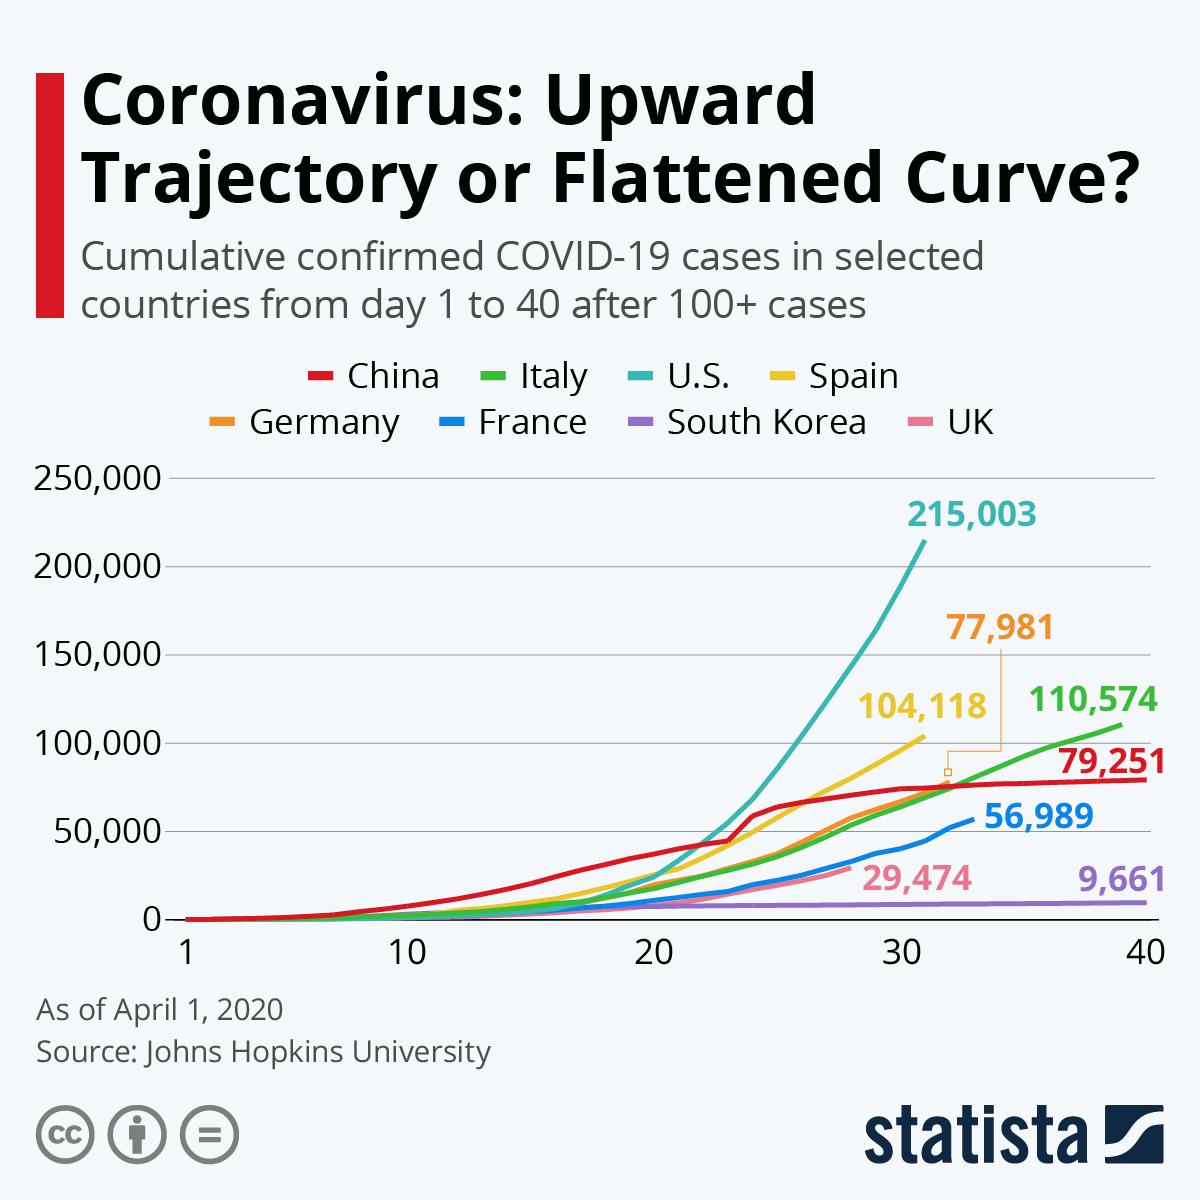 Coronavirus: Upward
Trajectory or Flattened Curve?
Cumulative confirmed COVID-19 cases in selected
countries from day 1 to 40 after 100+ cases
China Italy U.S. Spain
Germany France South Korea UK
250,000
215,003
200,000
77,981
150,000
110,574
104,118
100,000
79,251
50,000
56,989
29,474
9,661
0
1 10 20 30 40
As of April 1, 2020
Source: Johns Hopkins University
cc
statista